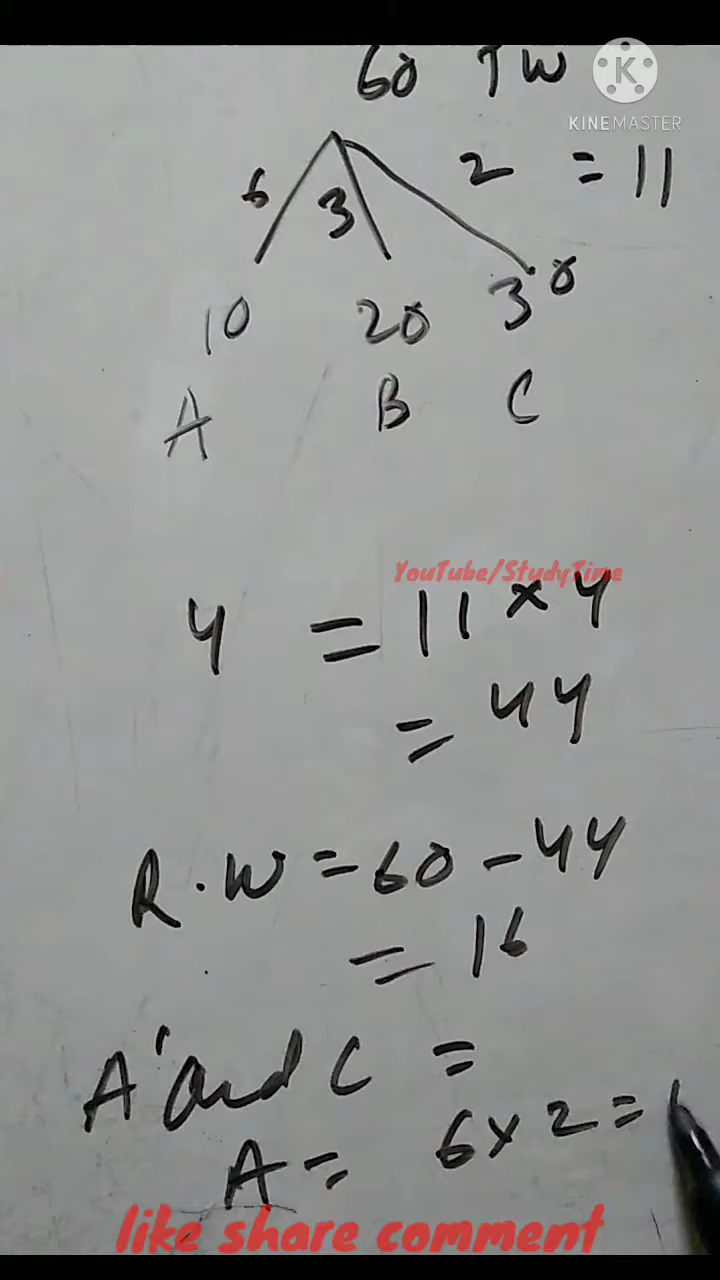 60 T W
KINEMASTER
6 3 2 = 11
10 20 30
A B C
YouTube/StudyTime
4 = 11 × 4
= 44
R.W = 60 - 44
= 16
A and C =
A = 6 × 2 =
like share comment